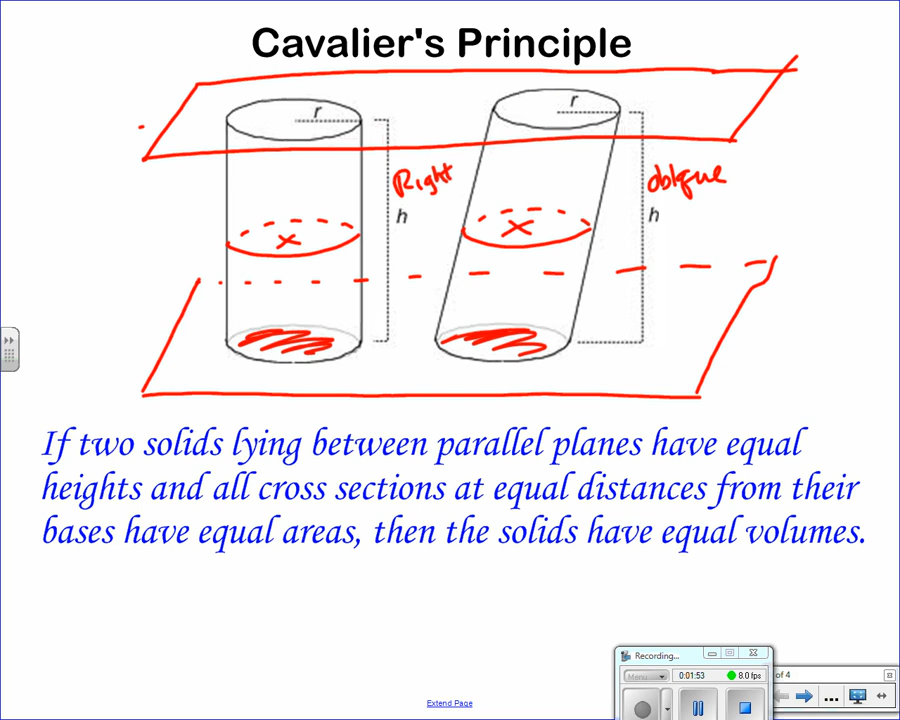 Cavalier's Principle
r
r
Right
oblque
h
h
x
x
If two solids lying between parallel planes have equal
heights and all cross sections at equal distances from their
bases have equal areas, then the solids have equal volumes.
Recording...
Menu
0:01:53
8.0 fps
of 4
...
Extend Page